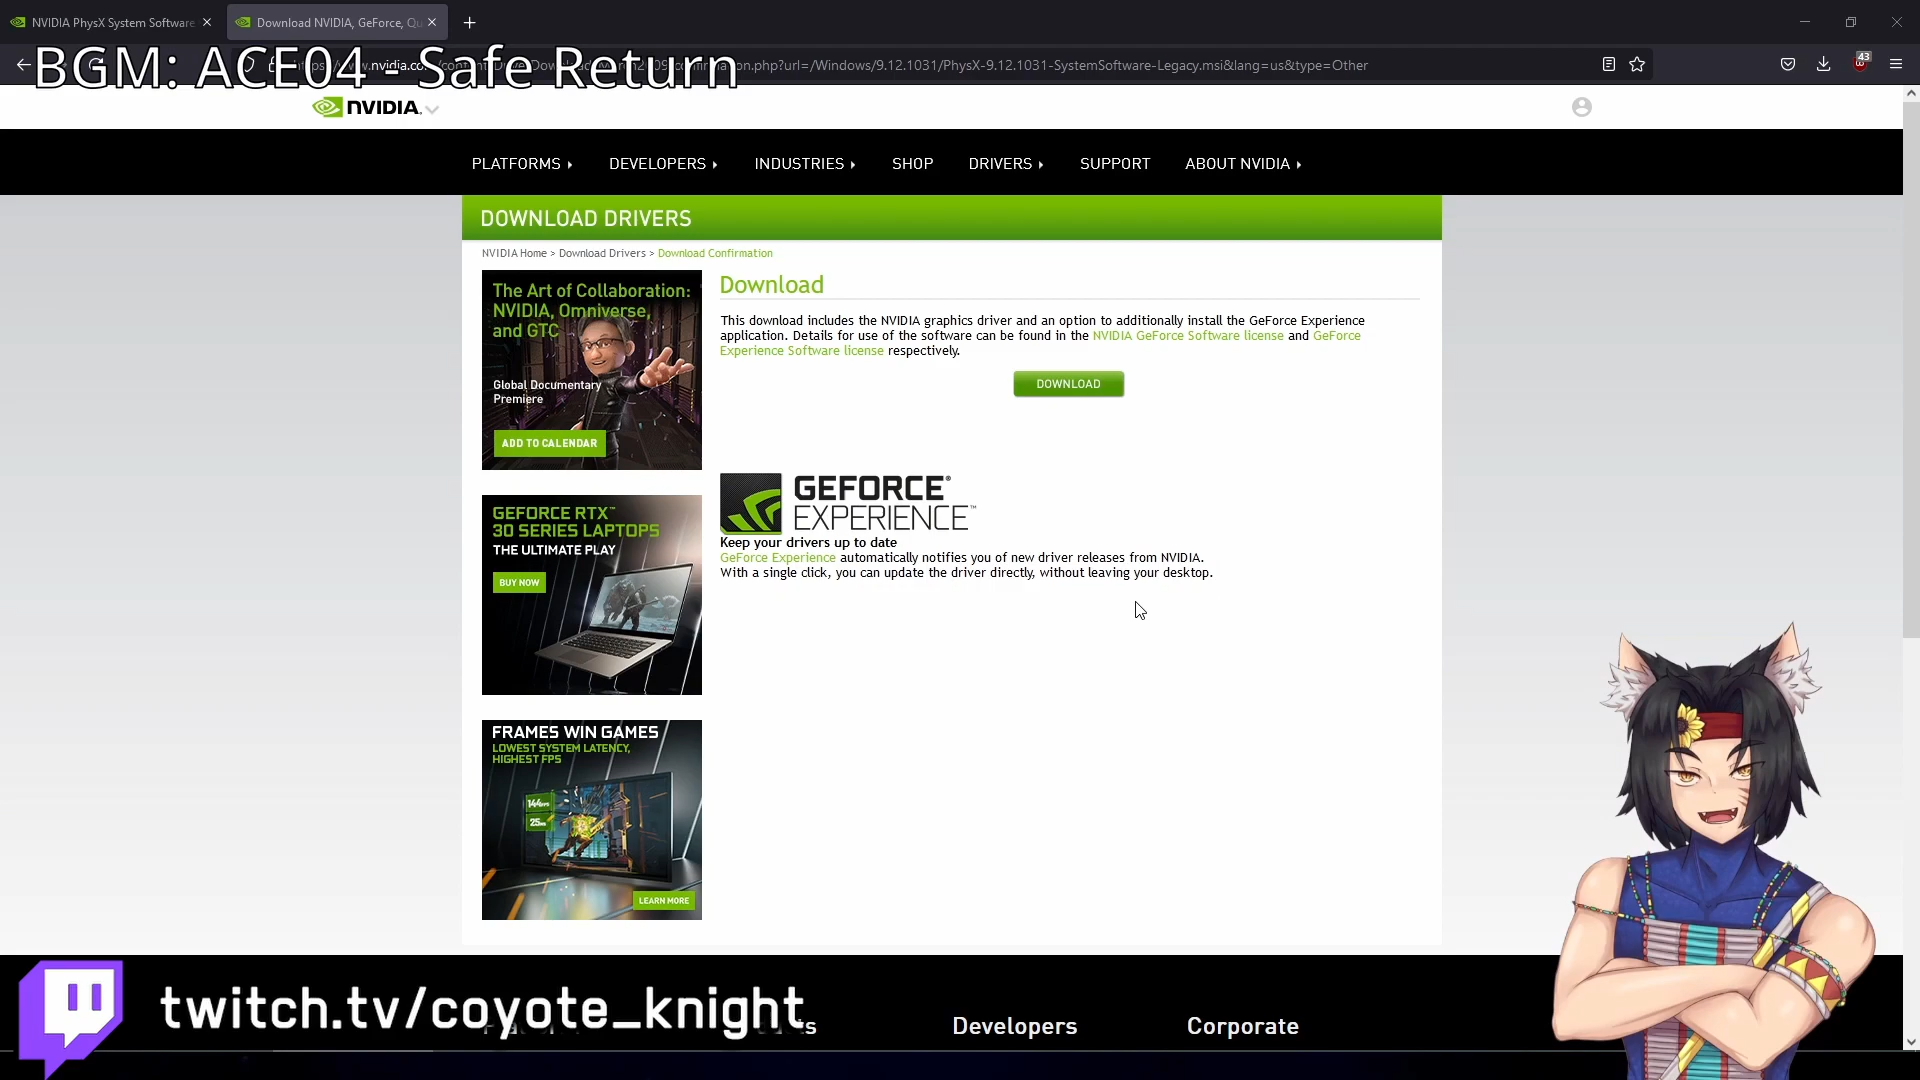 NVIDIA PhysX System Software
Download NVIDIA, GeForce, Qu
BGM: ACE04 - Safe Return
confirmation.php?url=/Windows/9.12.1031/PhysX-9.12.1031-SystemSoftware-Legacy.msi&lang=us&type=Other
43
NVIDIA.
PLATFORMS
DEVELOPERS
INDUSTRIES
SHOP
DRIVERS
SUPPORT
ABOUT NVIDIA
DOWNLOAD DRIVERS
NVIDIA Home > Download Drivers > Download Confirmation
The Art of Collaboration:
NVIDIA, Omniverse,
and GTC
Global Documentary
Premiere
ADD TO CALENDAR
Download
This download includes the NVIDIA graphics driver and an option to additionally install the GeForce Experience
application. Details for use of the software can be found in the NVIDIA GeForce Software license and GeForce
Experience Software license respectively.
DOWNLOAD
GEFORCE®
EXPERIENCE™
Keep your drivers up to date
GeForce Experience automatically notifies you of new driver releases from NVIDIA.
With a single click, you can update the driver directly, without leaving your desktop.
GEFORCE RTX™
30 SERIES LAPTOPS
THE ULTIMATE PLAY
BUY NOW
FRAMES WIN GAMES
LOWEST SYSTEM LATENCY,
HIGHEST FPS
LEARN MORE
twitch.tv/coyote_knight
Developers
Corporate